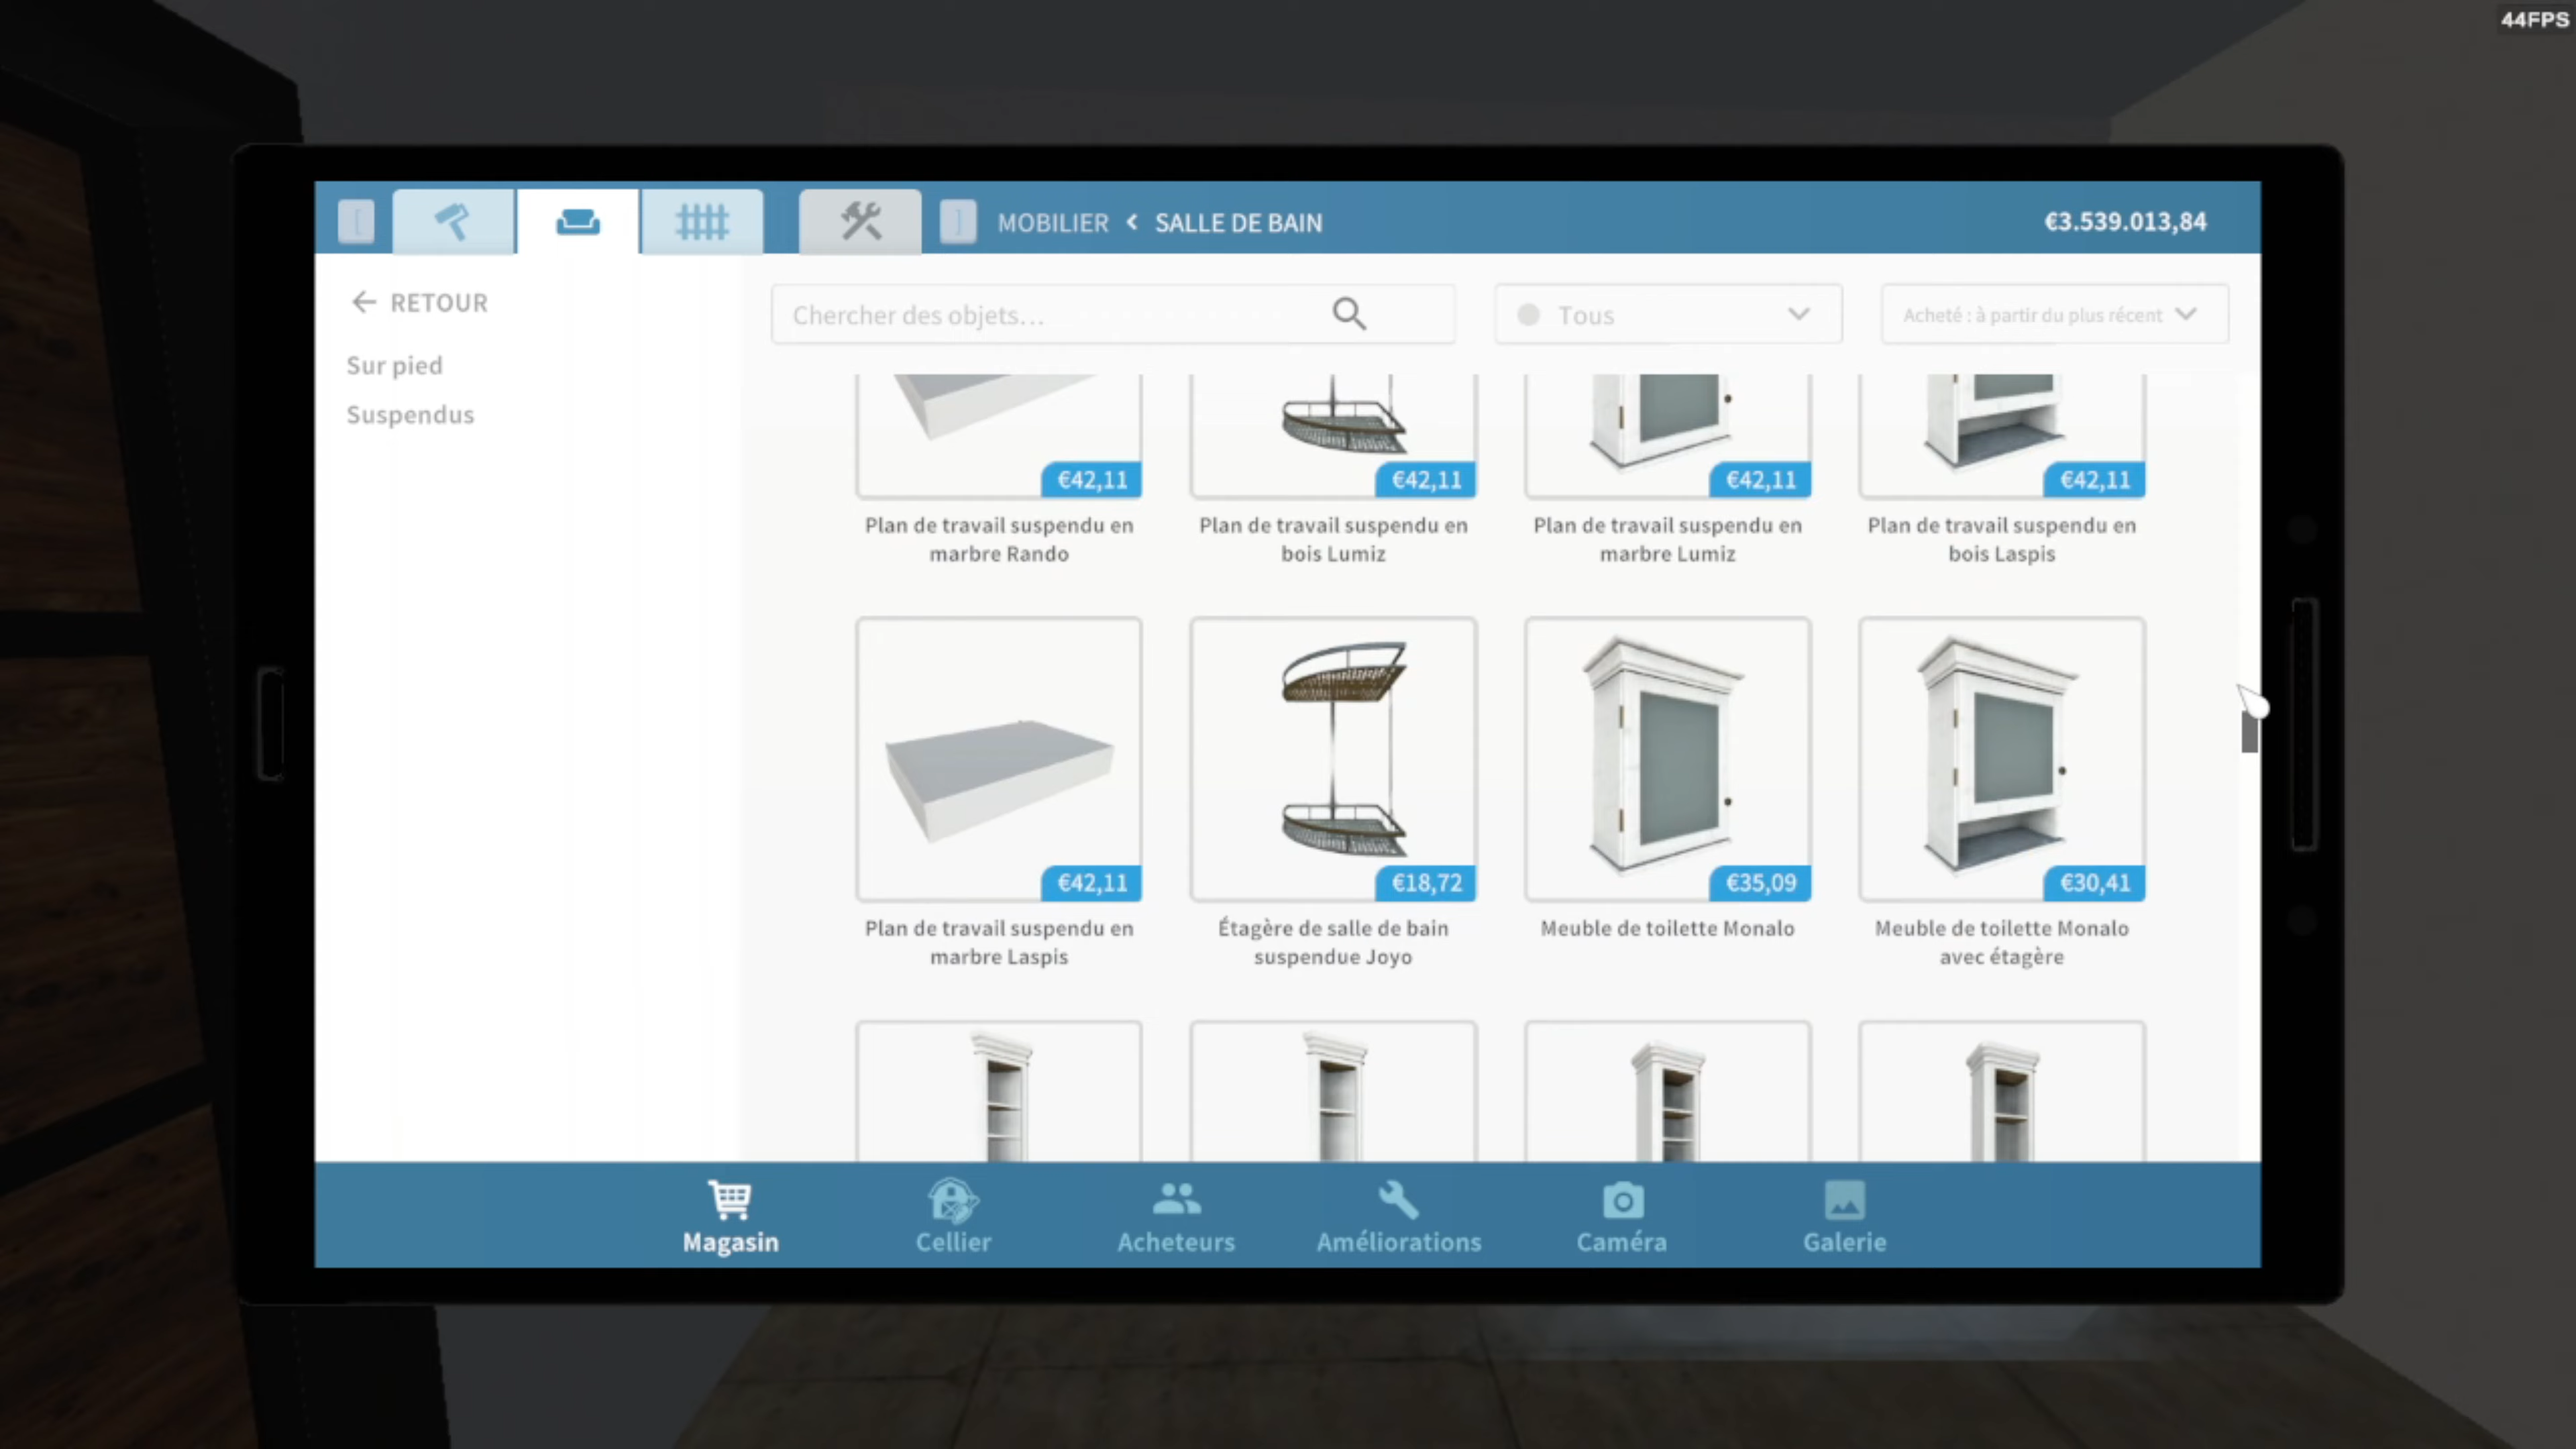 44FPS
[
]
MOBILIER < SALLE DE BAIN
€3.539.013,84
← RETOUR
Sur pied
Suspendus
Chercher des objets...
Tous
Acheté : à partir du plus récent
€42,11
€42,11
€42,11
€42,11
Plan de travail suspendu en
marbre Rando
Plan de travail suspendu en
bois Lumiz
Plan de travail suspendu en
marbre Lumiz
Plan de travail suspendu en
bois Laspis
€42,11
€18,72
€35,09
€30,41
Plan de travail suspendu en
marbre Laspis
Étagère de salle de bain
suspendue Joyo
Meuble de toilette Monalo
Meuble de toilette Monalo
avec étagère
Magasin
Cellier
Acheteurs
Améliorations
Caméra
Galerie